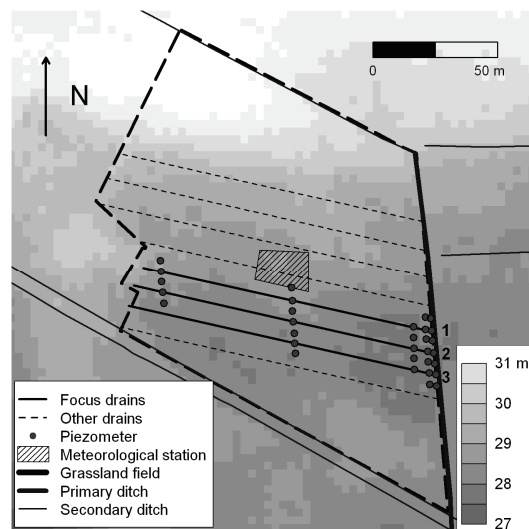 N
0
50 m
1
2
3
Focus drains
Other drains
Piezometer
Meteorological station
Grassland field
Primary ditch
Secondary ditch
31 m
30
29
28
27